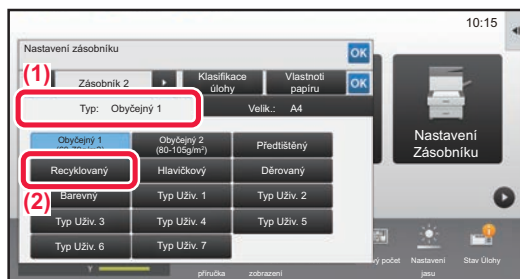 10:15
Nastavení zásobníku
OK
(1)
Zásobník 2
Klasifikace
úlohy
Vlastnoti
papíru
OK
Typ: Obyčejný 1
Velik.: A4
Obyčejný 1
Obyčejný 2
(80-105g/m²)
Předtištěný
Recyklovaný
Hlavičkový
Děrovaný
(2)
Barevný
Typ Uživ. 1
Typ Uživ. 2
Typ Uživ. 3
Typ Uživ. 4
Typ Uživ. 5
Typ Uživ. 6
Typ Uživ. 7
Nastavení
Zásobníku
Y
příručka
zobrazení
počet
Nastavení
jasu
Stav Úlohy